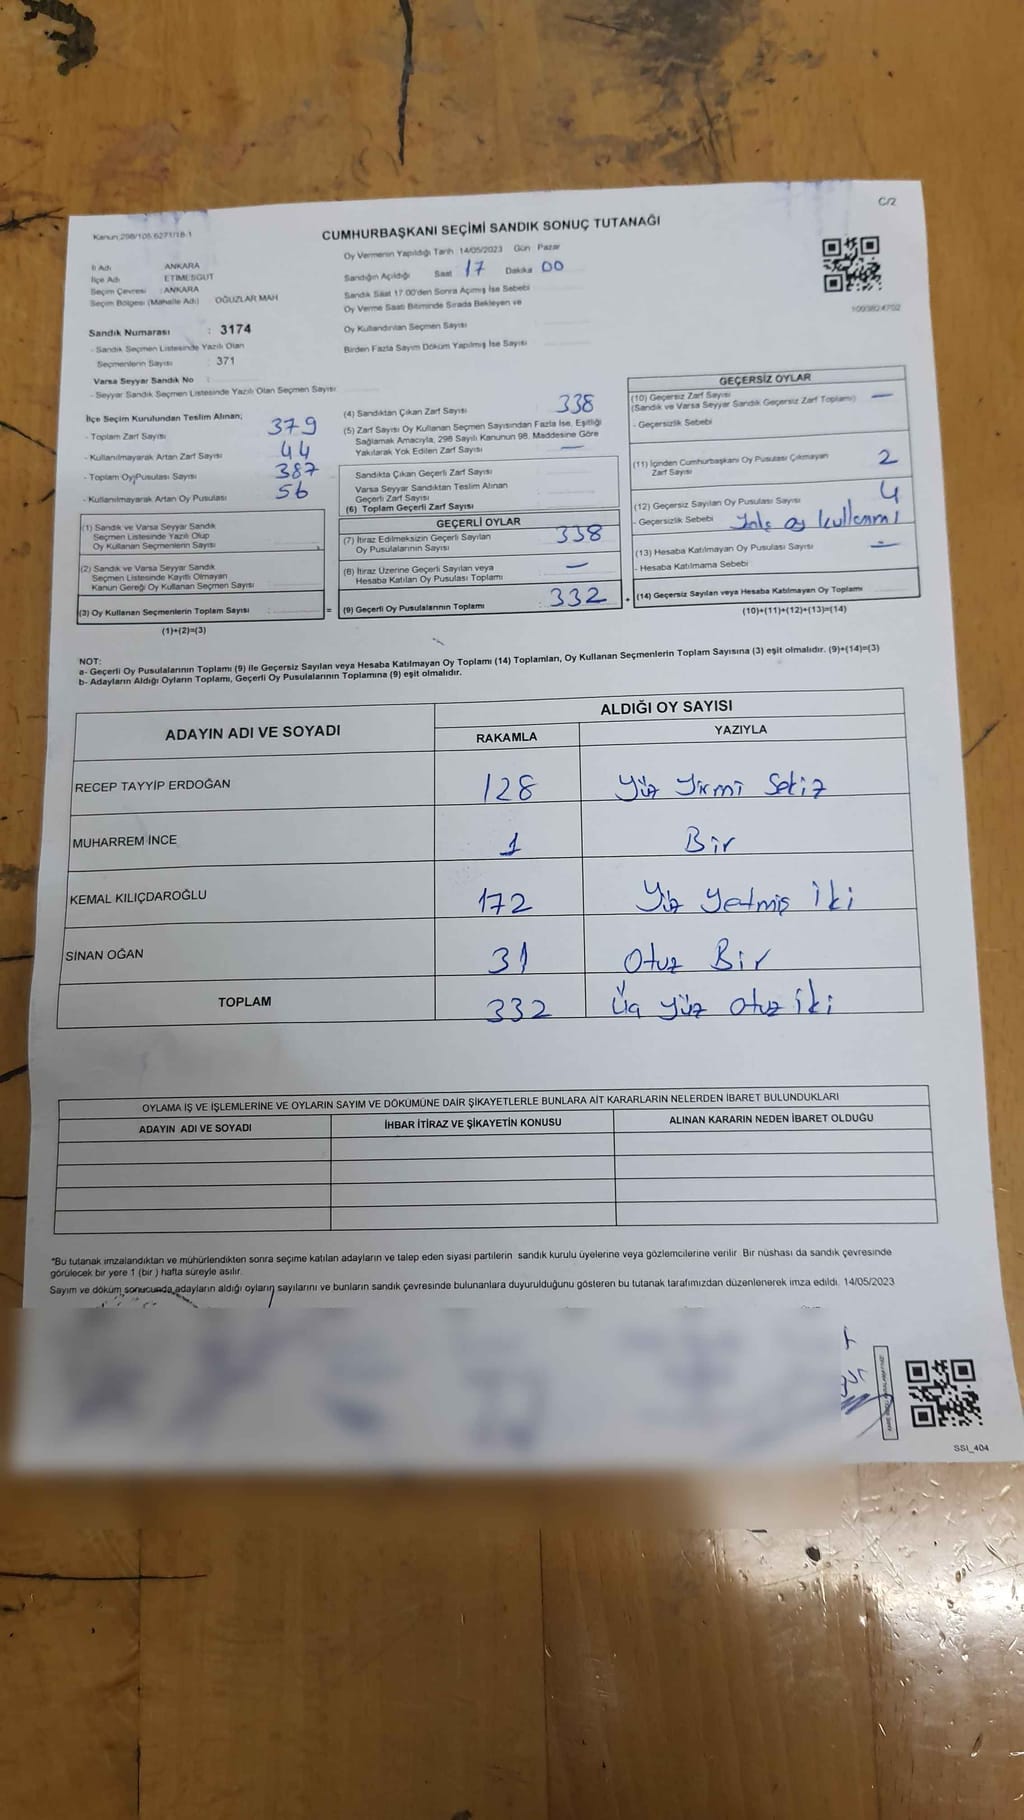 C/2
Kanun:298/105 6271/18-1
CUMHURBAŞKANI SEÇİMİ SANDIK SONUÇ TUTANAĞI
İl Adı ANKARA
İlçe Adı ETİMESGUT
Seçim Çevresi : ANKARA
Seçim Bölgesi (Mahalle Adı) OĞUZLAR MAH
Sandık Numarası : 3174
- Sandık Seçmen Listesinde Yazılı Olan
Seçmenlerin Sayısı : 371
Varsa Seyyar Sandık No :
- Seyyar Sandık Seçmen Listesinde Yazılı Olan Seçmen Sayısı
Oy Vermenin Yapıldığı Tarih : 14/05/2023 Gün : Pazar
Sandığın Açıldığı Saat 17 Dakika 00
Sandık Saat 17.00'den Sonra Açılmış İse Sebebi
Oy Verme Saati Bitiminde Sırada Bekleyen ve
Oy Kullandırılan Seçmen Sayısı
Birden Fazla Sayım Döküm Yapılmış İse Sayısı
1093824702
İlçe Seçim Kurulundan Teslim Alınan;
- Toplam Zarf Sayısı 379
- Kullanılmayarak Artan Zarf Sayısı 44
- Toplam Oy Pusulası Sayısı 387
- Kullanılmayarak Artan Oy Pusulası 56
(1) Sandık ve Varsa Seyyar Sandık
Seçmen Listesinde Yazılı Olup
Oy Kullanan Seçmenlerin Sayısı
(2) Sandık ve Varsa Seyyar Sandık
Seçmen Listesinde Kayıtlı Olmayan
Kanun Gereği Oy Kullanan Seçmen Sayısı
(3) Oy Kullanan Seçmenlerin Toplam Sayısı :
(1)+(2)=(3)
=
(4) Sandıktan Çıkan Zarf Sayısı 338
(5) Zarf Sayısı Oy Kullanan Seçmen Sayısından Fazla İse, Eşitliği
Sağlamak Amacıyla, 298 Sayılı Kanunun 98. Maddesine Göre
Yakılarak Yok Edilen Zarf Sayısı —
Sandıkta Çıkan Geçerli Zarf Sayısı
Varsa Seyyar Sandıktan Teslim Alınan
Geçerli Zarf Sayısı
(6) Toplam Geçerli Zarf Sayısı
GEÇERLİ OYLAR
(7) İtiraz Edilmeksizin Geçerli Sayılan
Oy Pusulalarının Sayısı 338
(8) İtiraz Üzerine Geçerli Sayılan veya
Hesaba Katılan Oy Pusulası Toplamı —
(9) Geçerli Oy Pusulalarının Toplamı : 332
+
GEÇERSİZ OYLAR
(10) Geçersiz Zarf Sayısı —
(Sandık ve Varsa Seyyar Sandık Geçersiz Zarf Toplamı)
- Geçersizlik Sebebi
(11) İçinden Cumhurbaşkanı Oy Pusulası Çıkmayan
Zarf Sayısı 2
(12) Geçersiz Sayılan Oy Pusulası Sayısı 4
- Geçersizlik Sebebi oy kullanmı
(13) Hesaba Katılmayan Oy Pusulası Sayısı —
- Hesaba Katılmama Sebebi
(14) Geçersiz Sayılan veya Hesaba Katılmayan Oy Toplamı
(10)+(11)+(12)+(13)=(14)
NOT:
a- Geçerli Oy Pusulalarının Toplamı (9) ile Geçersiz Sayılan veya Hesaba Katılmayan Oy Toplamı (14) Toplamları, Oy Kullanan Seçmenlerin Toplam Sayısına (3) eşit olmalıdır. (9)+(14)=(3)
b- Adayların Aldığı Oyların Toplamı, Geçerli Oy Pusulalarının Toplamına (9) eşit olmalıdır.
ADAYIN ADI VE SOYADI
ALDIĞI OY SAYISI
RAKAMLA YAZIYLA
RECEP TAYYİP ERDOĞAN 128 Yüz Yirmi Sekiz
MUHARREM İNCE 1 Bir
KEMAL KILIÇDAROĞLU 172 Yüz Yetmiş İki
SİNAN OĞAN 31 Otuz Bir
TOPLAM 332 Üç Yüz Otuz İki
OYLAMA İŞ VE İŞLEMLERİNE VE OYLARIN SAYIM VE DÖKÜMÜNE DAİR ŞİKAYETLERLE BUNLARA AİT KARARLARIN NELERDEN İBARET BULUNDUKLARI
ADAYIN ADI VE SOYADI İHBAR İTİRAZ VE ŞİKAYETİN KONUSU ALINAN KARARIN NEDEN İBARET OLDUĞU
*Bu tutanak imzalandıktan ve mühürlendikten sonra seçime katılan adayların ve talep eden siyasi partilerin sandık kurulu üyelerine veya gözlemcilerine verilir. Bir nüshası da sandık çevresinde
görülecek bir yere 1 (bir) hafta süreyle asılır.
Sayım ve döküm sonucunda adayların aldığı oyların sayılarını ve bunların sandık çevresinde bulunanlara duyurulduğunu gösteren bu tutanak tarafımızdan düzenlenerek imza edildi. 14/05/2023
SSI_404